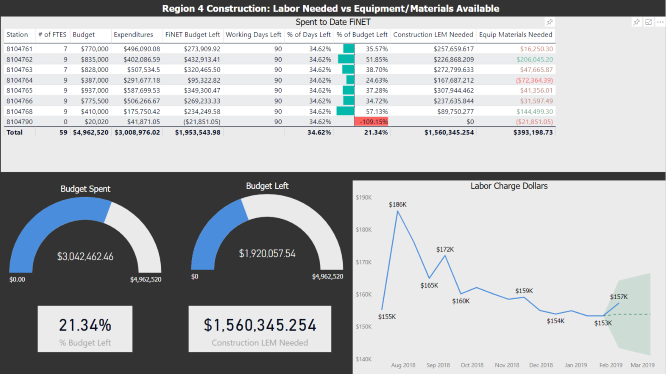 Region 4 Construction: Labor Needed vs Equipment/Materials Available
Spent to Date FiNET
Station # of FTES Budget Expenditures FiNET Budget Left Working Days Left % of Days Left % of Budget Left Construction LEM Needed Equip Materials Needed
8104761 7 $770,000 $496,090.08 $273,909.92 90 34.62% 35.57% $257,659.617 $16,250.30
8104762 9 $835,000 $402,086.59 $432,913.41 90 34.62% 51.85% $226,868.209 $206,045.20
8104763 7 $828,000 $507,534.5 $320,465.50 90 34.62% 38.70% $272,799.633 $47,665.87
8104764 9 $387,000 $291,677.18 $95,322.82 90 34.62% 24.63% $167,687.212 ($72,364.39)
8104765 9 $937,000 $587,699.53 $349,300.47 90 34.62% 37.28% $307,944.462 $41,356.01
8104766 9 $775,500 $506,266.67 $269,233.33 90 34.62% 34.72% $237,635.844 $31,597.49
8104768 9 $410,000 $175,750.42 $234,249.58 90 34.62% 57.13% $89,750.277 $144,499.30
8104790 0 $20,020 $41,871.05 ($21,851.05) 90 34.62% -109.15% $0 ($21,851.05)
Total 59 $4,962,520 $3,008,976.02 $1,953,543.98 34.62% 21.34% $1,560,345.254 $393,198.73
Budget Spent
$3,042,462.46
$0.00 $4,962,520
Budget Left
$1,920,057.54
$0 $4,962,520
21.34%
% Budget Left
$1,560,345.254
Construction LEM Needed
Labor Charge Dollars
$190K
$180K
$170K
$160K
$150K
$140K
$155K
$186K
$165K
$172K
$160K
$159K
$154K
$153K
$157K
Aug 2018 Sep 2018 Oct 2018 Nov 2018 Dec 2018 Jan 2019 Feb 2019 Mar 2019